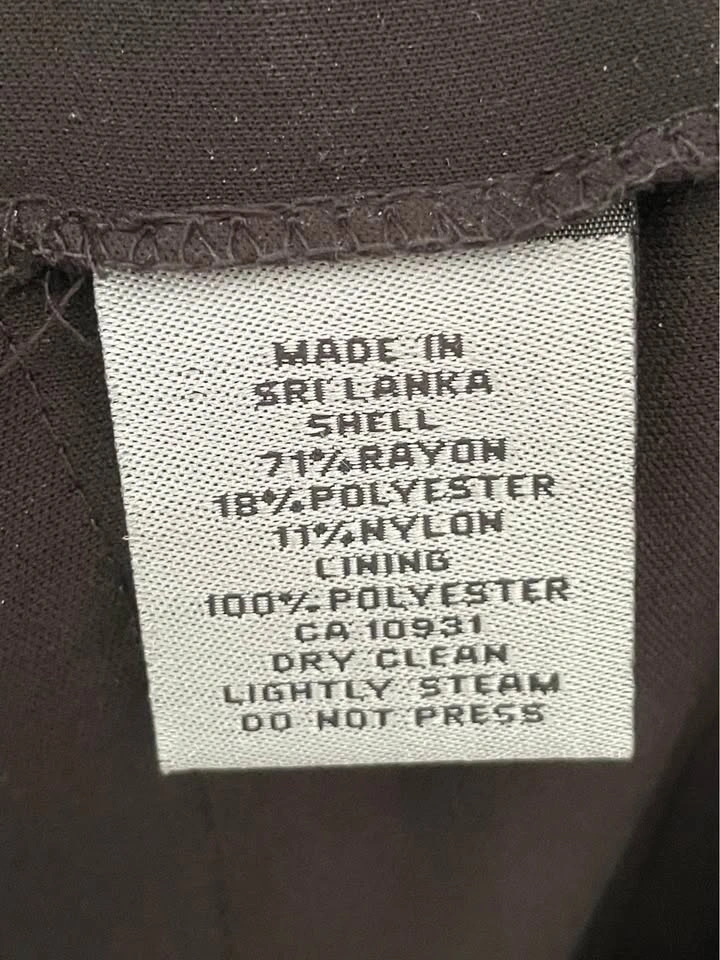 MADE IN
SRI LANKA
SHELL
71% RAYON
18% POLYESTER
11% NYLON
LINING
100% POLYESTER
CA 10931
DRY CLEAN
LIGHTLY STEAM
DO NOT PRESS